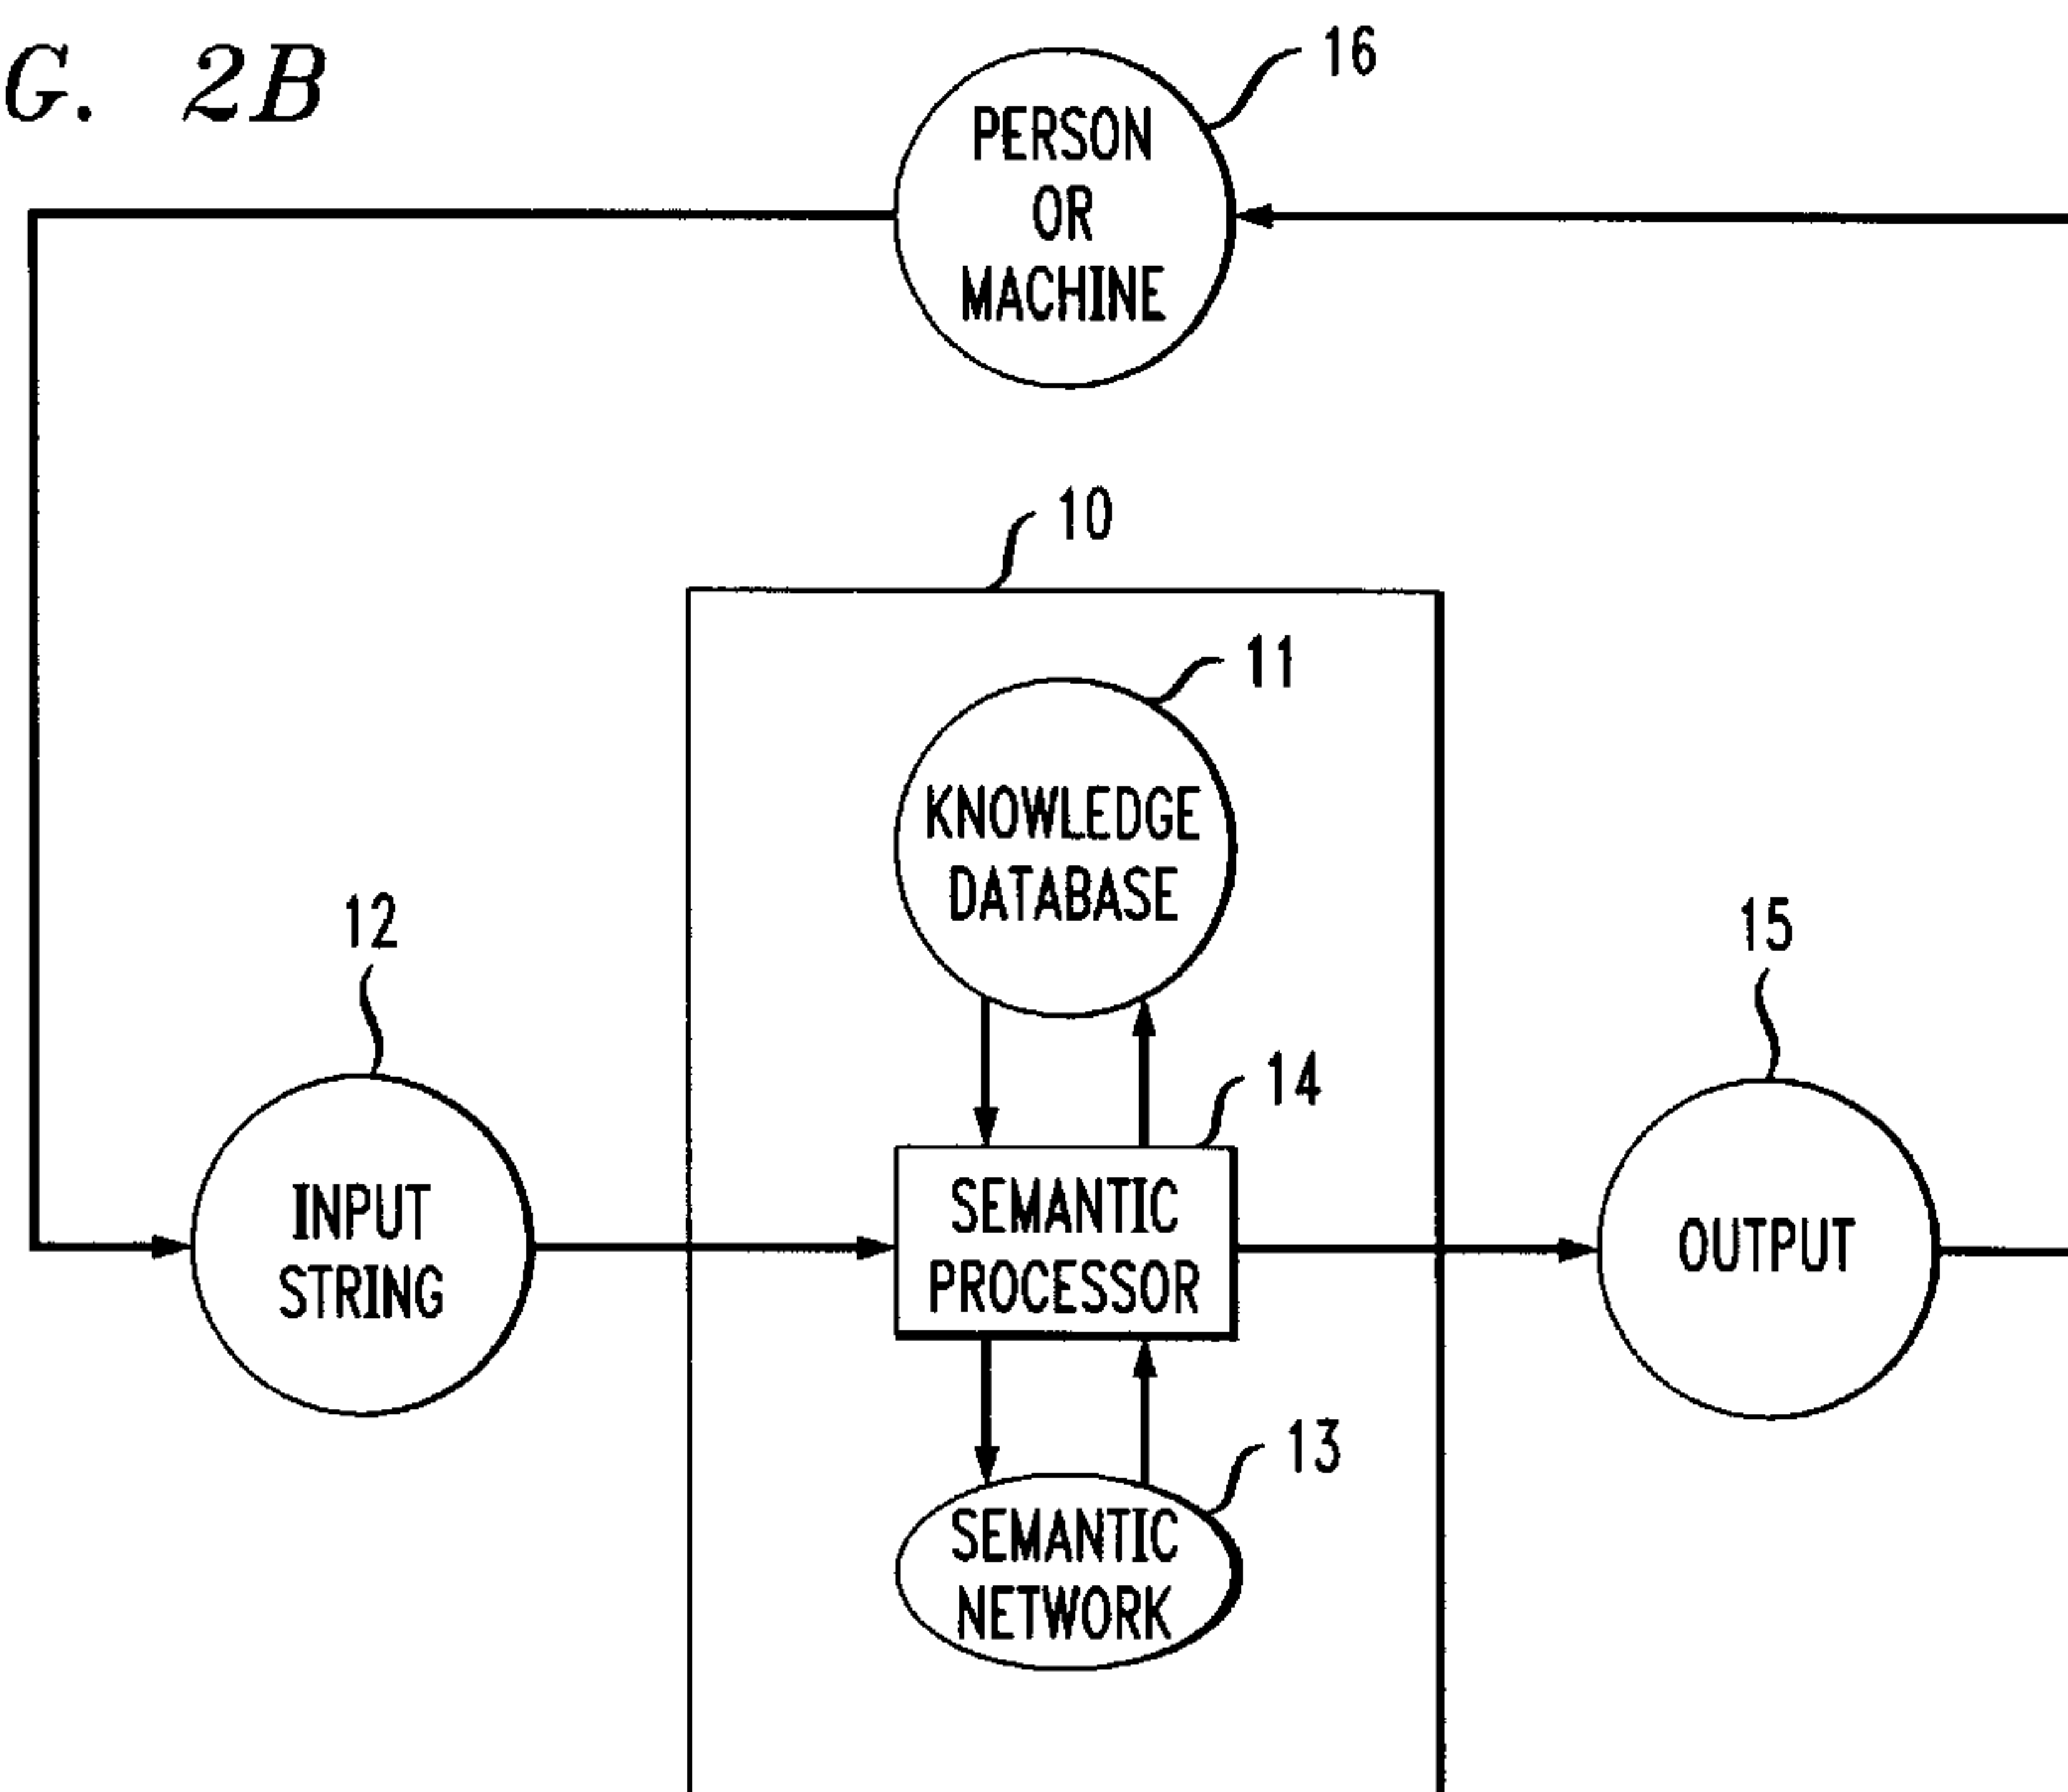 G. 2B
16
PERSON
OR
MACHINE
10
11
KNOWLEDGE
DATABASE
12
15
14
INPUT
STRING
SEMANTIC
PROCESSOR
OUTPUT
13
SEMANTIC
NETWORK